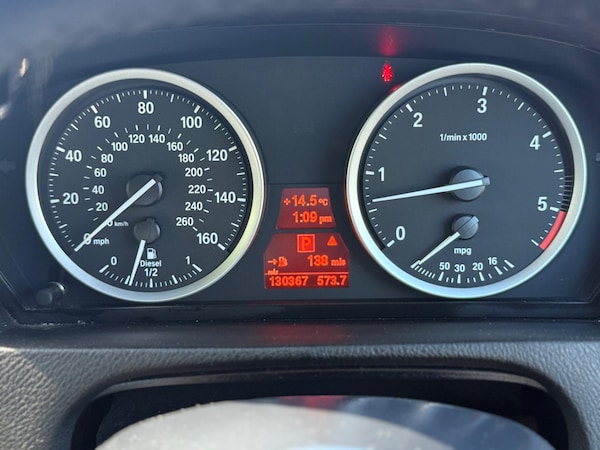 0 20 40 60 80 100 120 140 160
20 40 60 80 100 120 140 160 180 200 220 240 260
km/h
mph
0 1/2 1
Diesel
+14.5°C
1:09 pm
P
138 mls
mls
130367 573.7
0 1 2 3 4 5
1/min x 1000
mpg
50 30 20 16